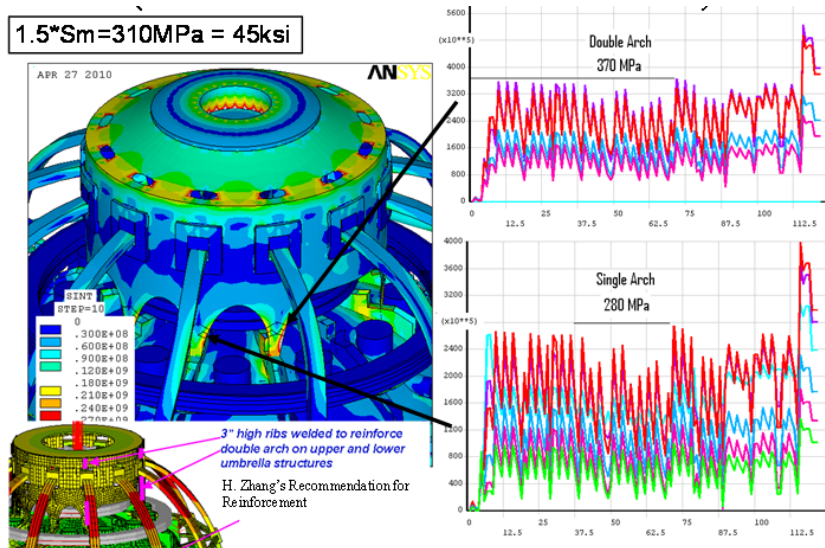 1.5*Sm=310MPa = 45ksi
APR 27 2010
ANSYS
SINT
STEP=10
0
.300E+08
.600E+08
.900E+08
.120E+09
.180E+09
.210E+09
.240E+09
3" high ribs welded to reinforce
double arch on upper and lower
umbrella structures
H. Zhang's Recommendation for
Reinforcement
5600
(x10**5)
4000
3200
2400
1600
800
0
Double Arch
370 MPa
0 25 50 75 100
12.5 37.5 62.5 87.5 112.5
4000
3600
3200
(x10**5)
2400
2000
1600
1200
800
400
0
Single Arch
280 MPa
0 25 50 75 100
12.5 37.5 62.5 87.5 112.5